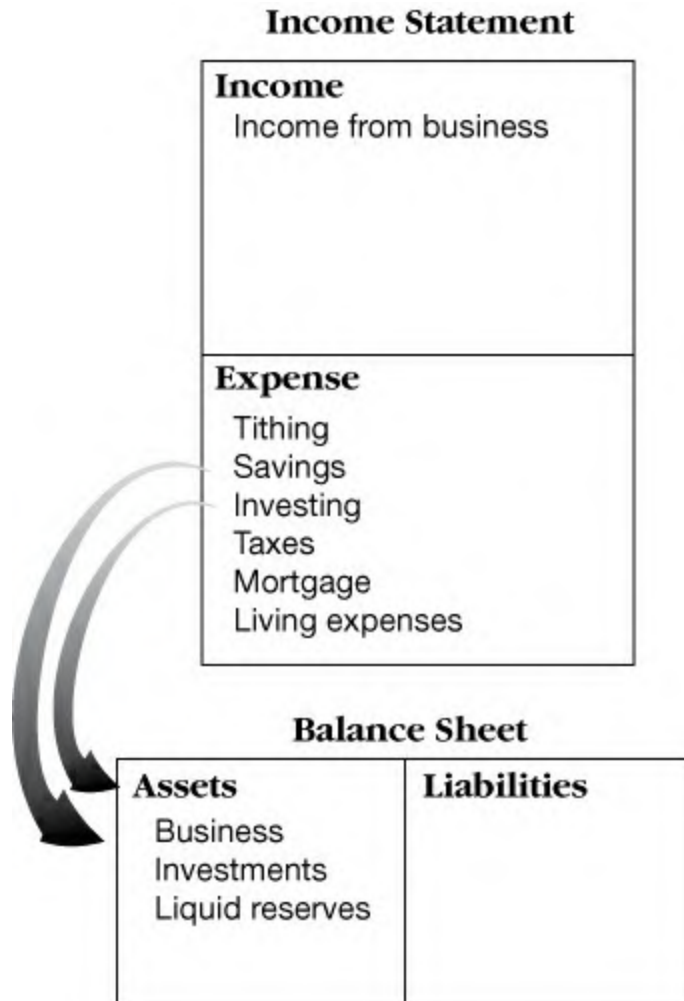 Income Statement
Income
Income from business
Expense
Tithing
Savings
Investing
Taxes
Mortgage
Living expenses
Balance Sheet
Assets
Business
Investments
Liquid reserves
Liabilities